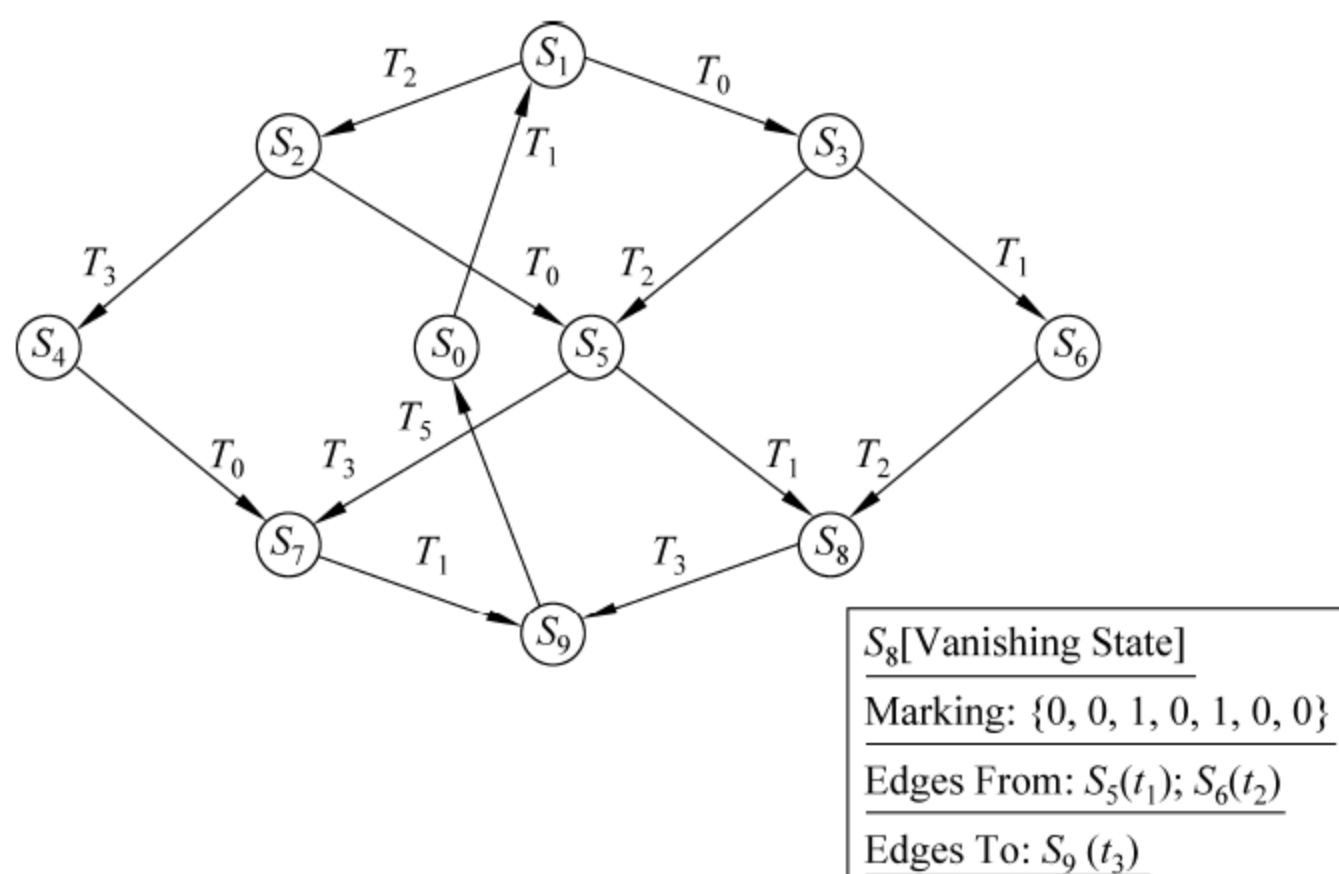 S₁
T₂
T₀
S₂
T₁
S₃
T₃
T₀
T₂
T₁
S₄
S₀
S₅
S₆
T₅
T₀
T₃
T₁
T₂
S₇
T₁
T₃
S₈
S₉
S₈[Vanishing State]
Marking: {0, 0, 1, 0, 1, 0, 0}
Edges From: S₅(t₁); S₆(t₂)
Edges To: S₉ (t₃)